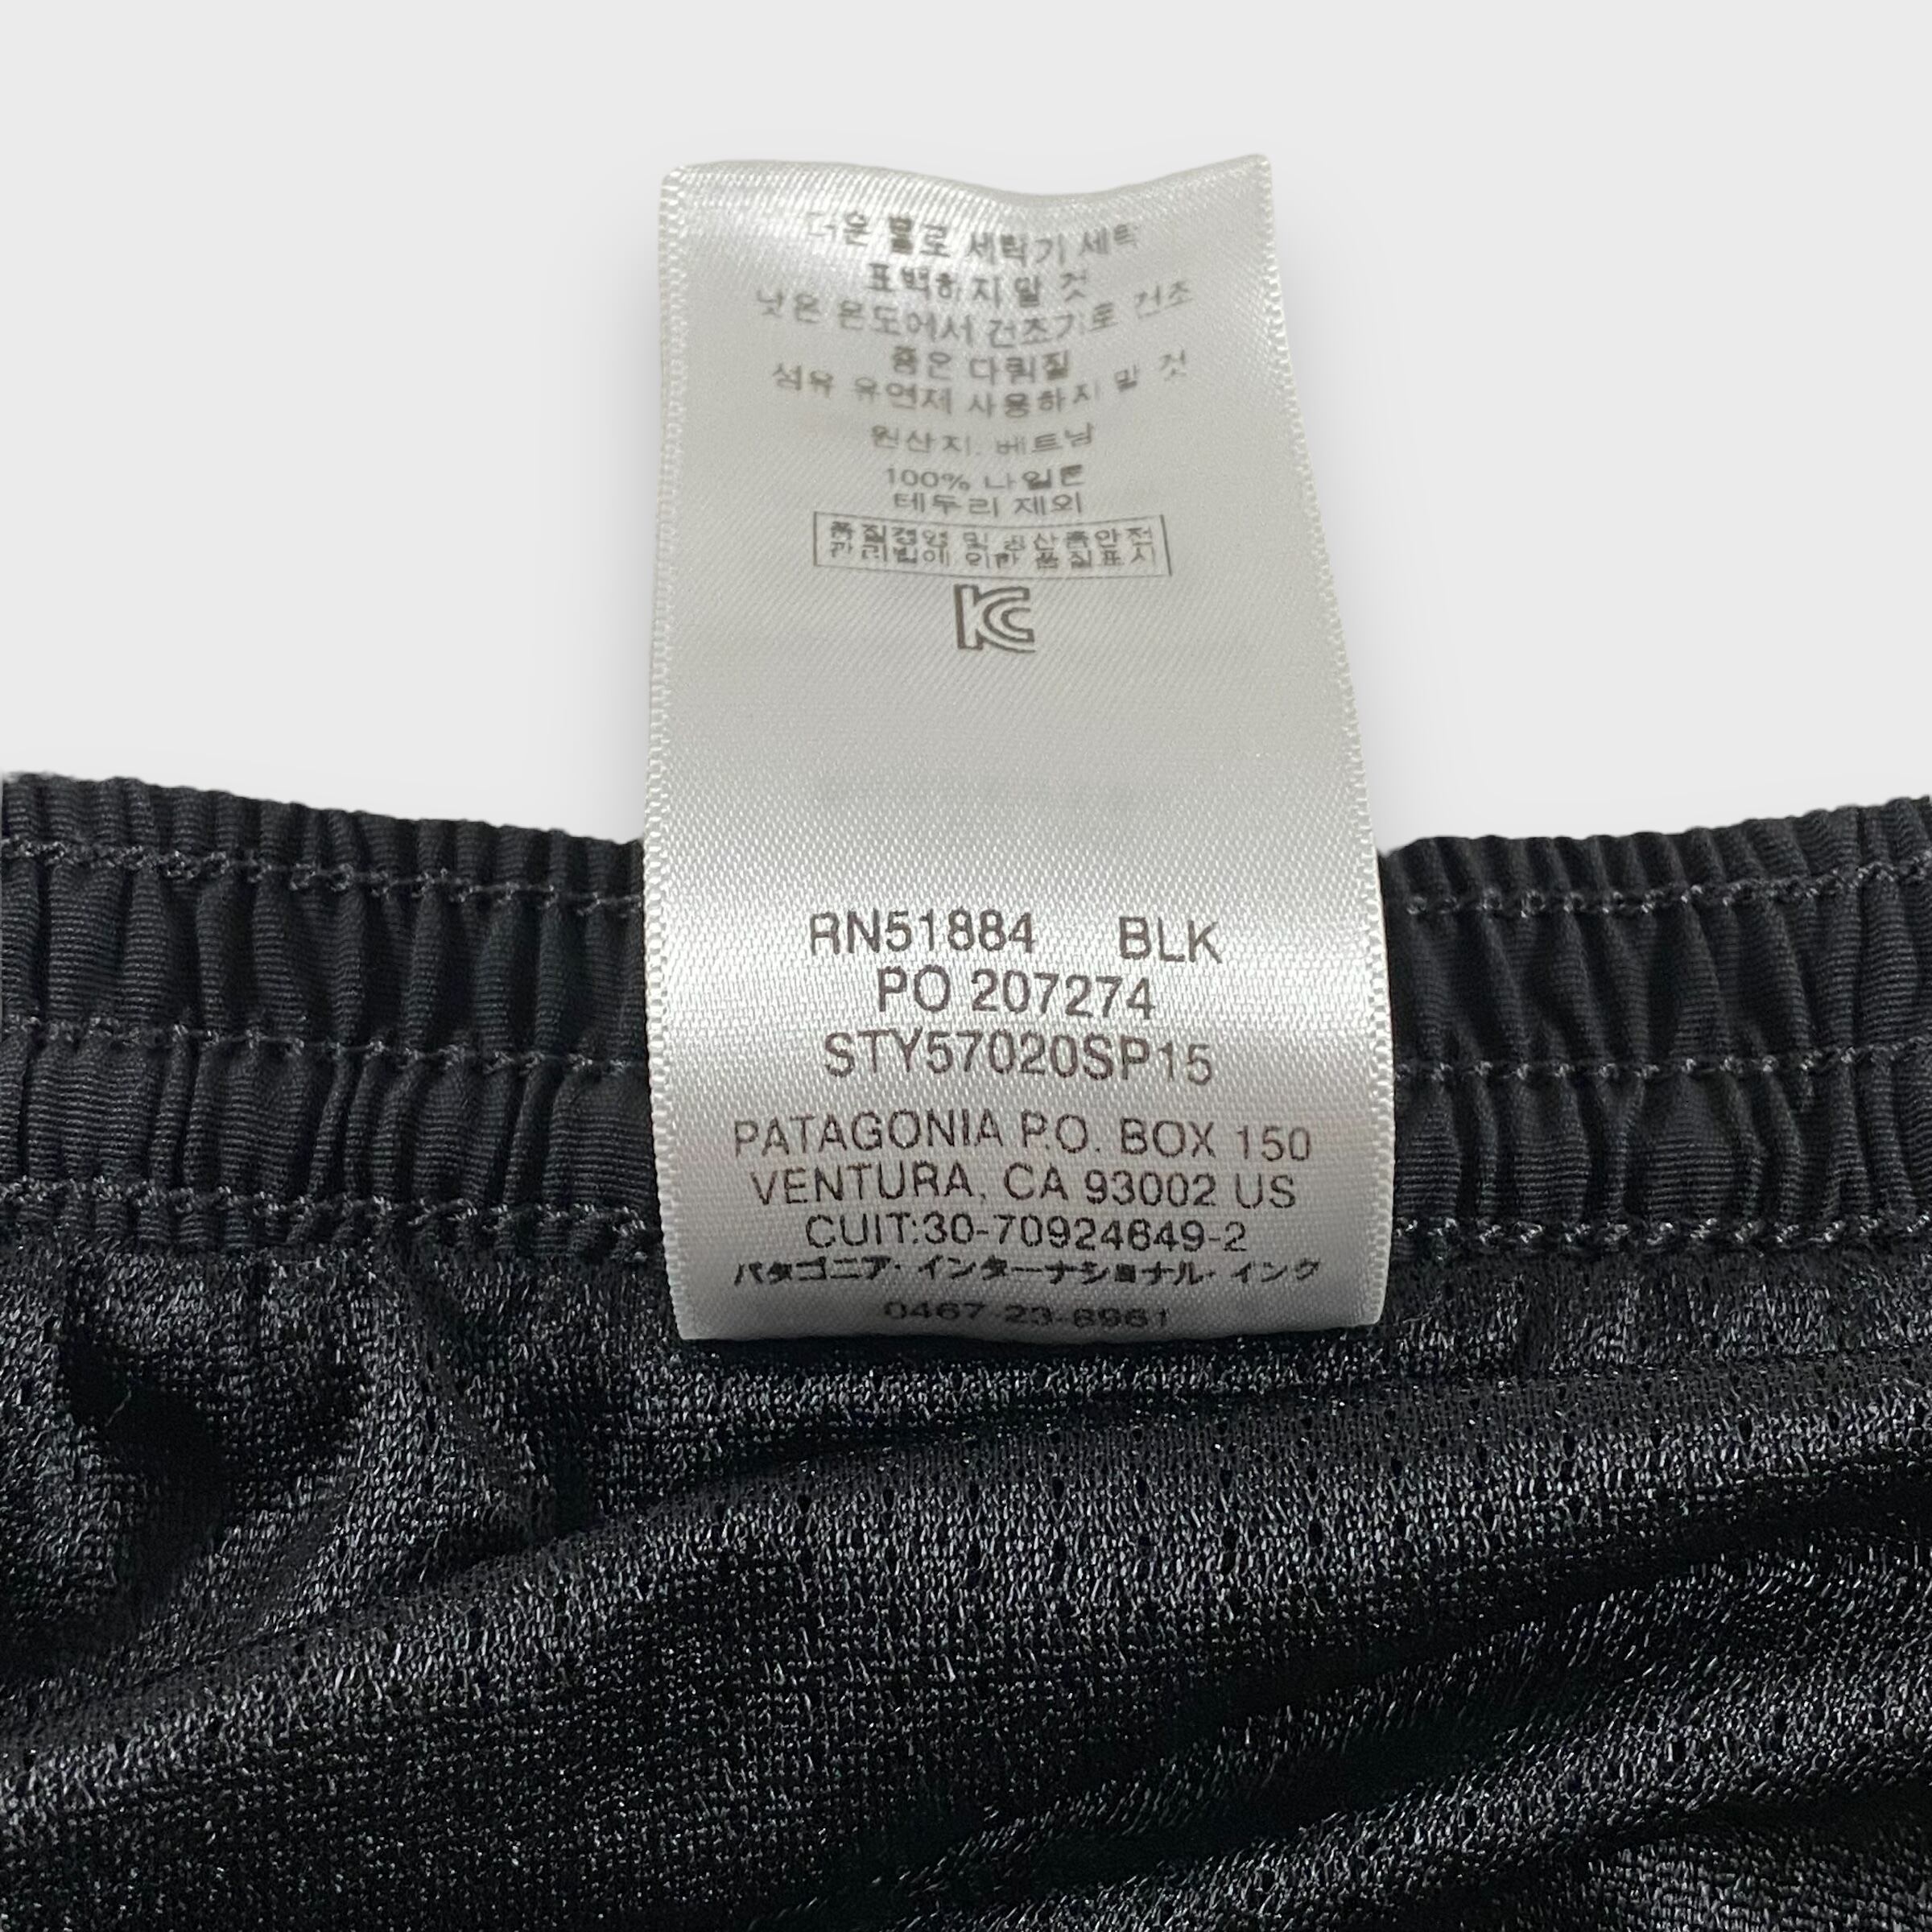 더운 물로 세탁기 세탁
표백하지 말 것
낮은 온도에서 건조기로 건조
줌은 다림질
섬유 유연제 사용하지 말 것
원산지: 베트남
100% 나일론
테두리 제외
품질경영 및 공산품안전
관리법에 의한 품질표시
KC
RN51884 BLK
PO 207274
STY57020SP15
PATAGONIA P.O. BOX 150
VENTURA, CA 93002 US
CUIT:30-70924649-2
パタゴニア・インターナショナル・インク
0467-23-8961